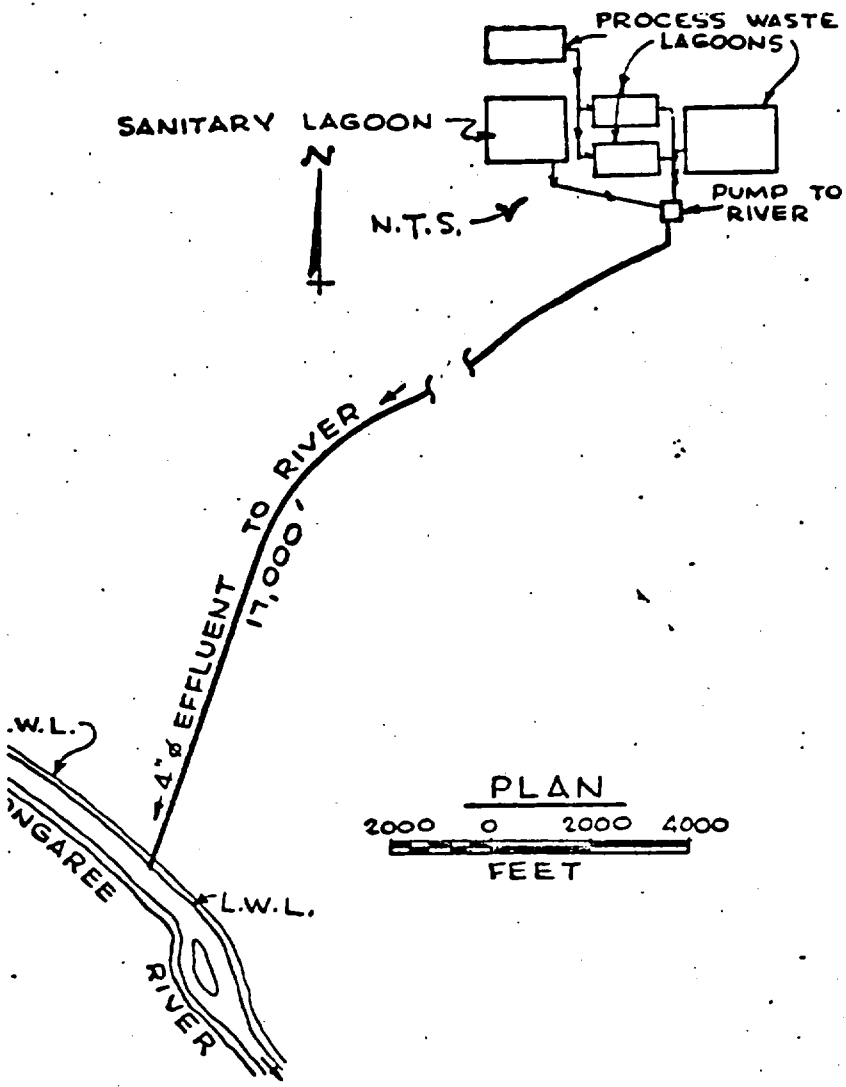 PROCESS WASTE
LAGOONS
SANITARY LAGOON
N
N.T.S.
PUMP TO
RIVER
4"ø EFFLUENT TO RIVER
17,000'
.W.L.
ONGAREE
RIVER
L.W.L.
PLAN
2000 0 2000 4000
FEET